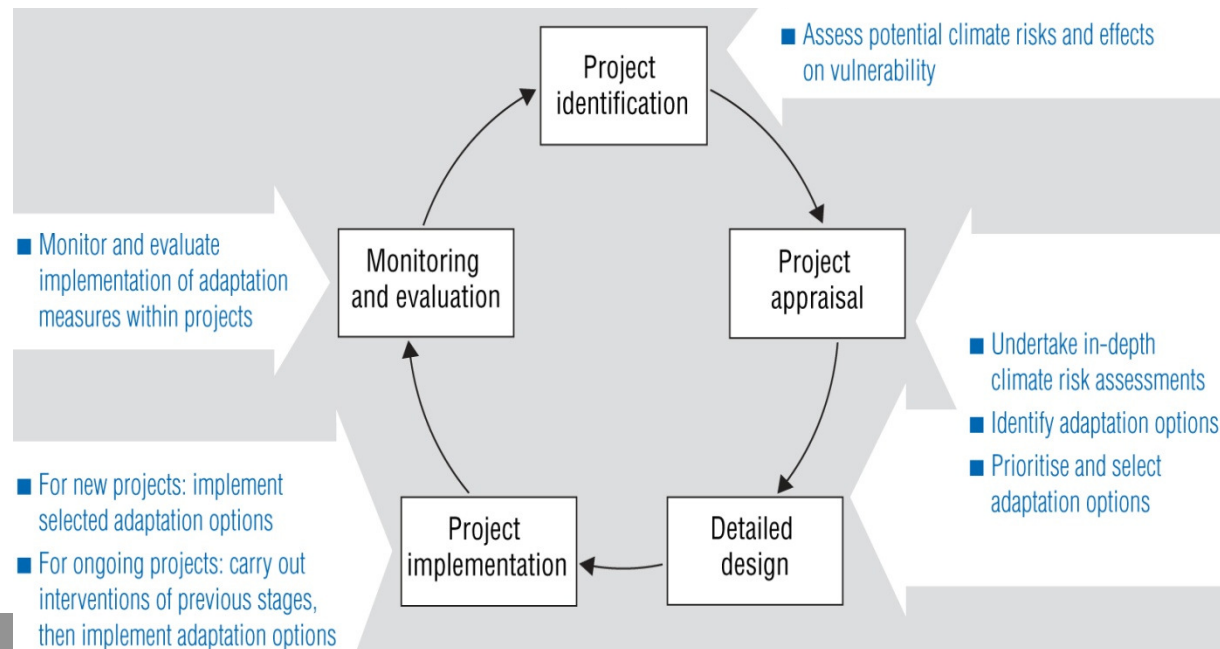 ■ Assess potential climate risks and effects
on vulnerability
Project
identification
■ Monitor and evaluate
implementation of adaptation
measures within projects
Monitoring
and evaluation
Project
appraisal
■ Undertake in-depth
climate risk assessments
■ Identify adaptation options
■ Prioritise and select
adaptation options
■ For new projects: implement
selected adaptation options
■ For ongoing projects: carry out
interventions of previous stages,
then implement adaptation options
Project
implementation
Detailed
design